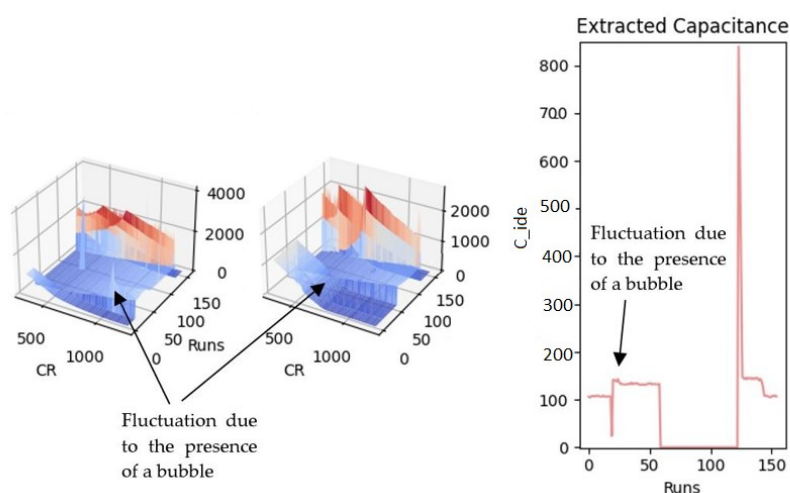 Extracted Capacitance
4000
2000
0
2000
1000
0
500
1000
CR
0
50
100
150
Runs
500
1000
CR
0
50
100
150
Fluctuation due
to the presence
of a bubble
800
700
600
500
400
300
200
100
0
C_ide
Fluctuation due
to the presence
of a bubble
0
50
100
150
Runs